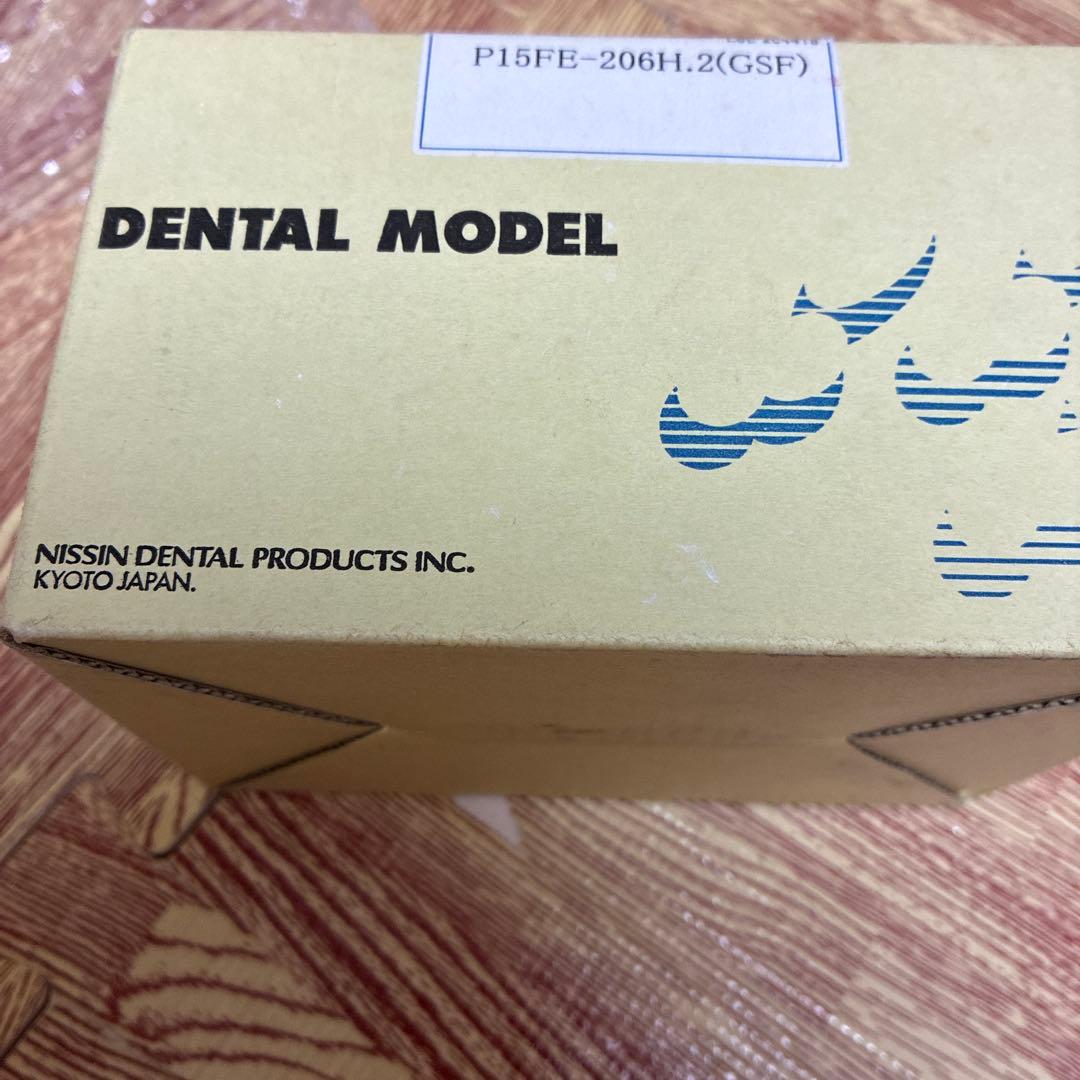 P15FE-206H.2(GSF)
DENTAL MODEL
NISSIN DENTAL PRODUCTS INC.
KYOTO JAPAN.